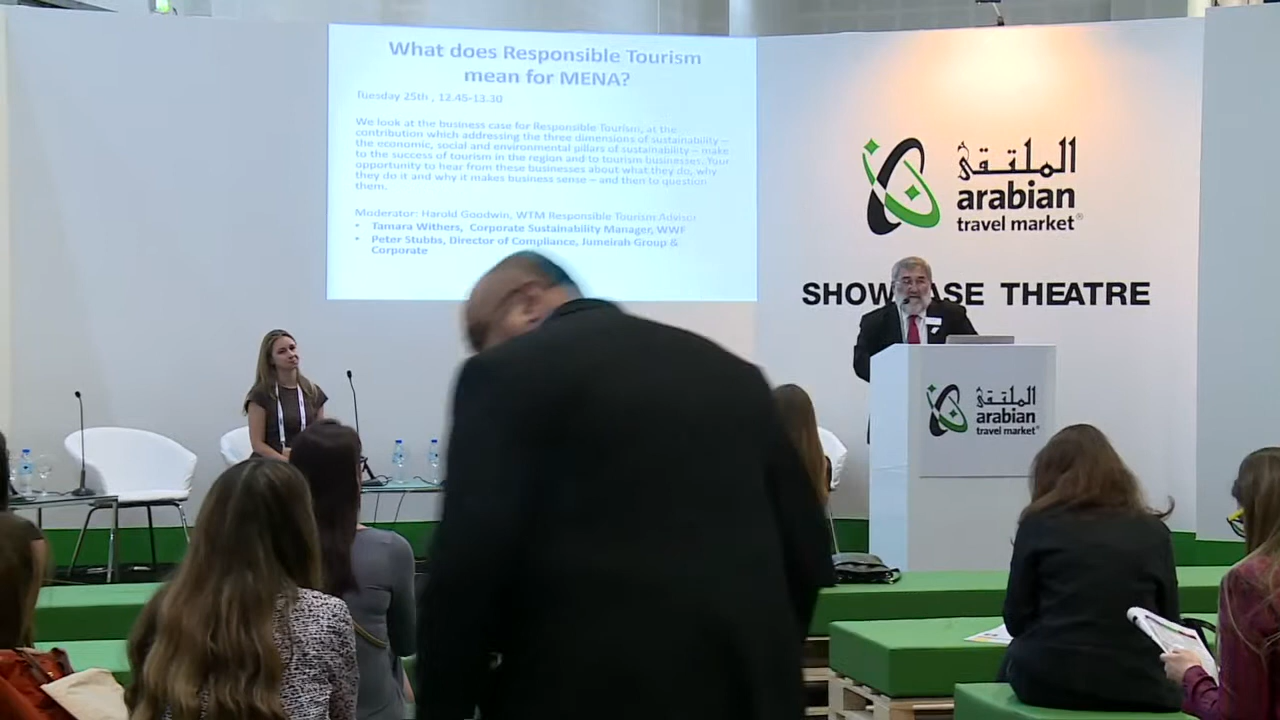 What does Responsible Tourism
mean for MENA?
Tuesday 25th , 12.45-13.30
We look at the business case for Responsible Tourism, at the
contribution which addressing the three dimensions of sustainability –
the economic, social and environmental pillars of sustainability – make
to the success of tourism in the region and to tourism businesses. Your
opportunity to hear from these businesses about what they do, why
they do it and why it makes business sense – and then to question
them.
Moderator: Harold Goodwin, WTM Responsible Tourism Advisor
• Tamara Withers, Corporate Sustainability Manager, WWF
• Peter Stubbs, Director of Compliance, Jumeirah Group &
Corporate
الملتقى
arabian
travel market®
THEATRE
الملتقى
arabian
travel market®